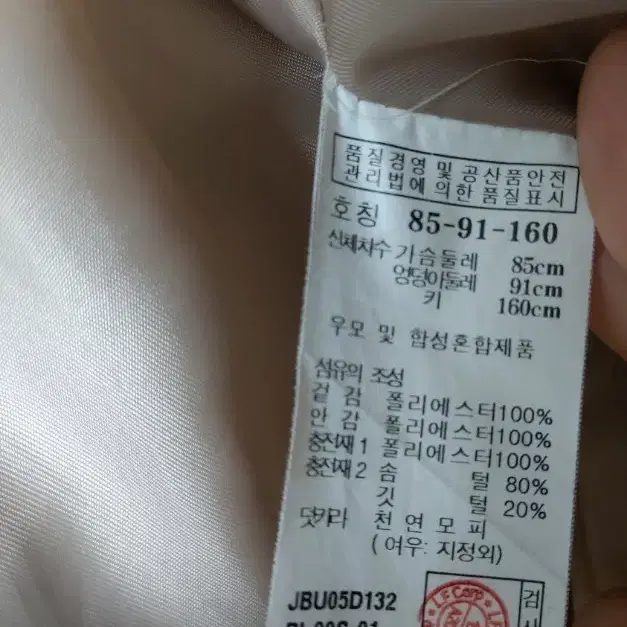 품질경영 및 공산품안전
관리법에 의한 품질표시
호칭 85-91-160
신체치수 가슴둘레 85cm
엉덩이둘레 91cm
키 160cm
우모 및 합성혼합제품
섬유의 조성
겉 감 폴리에스터100%
안 감 폴리에스터100%
충전재1 폴리에스터100%
충전재2 솜 털 80%
깃 털 20%
덧카라 천연모피
(여우: 지정외)
JBU05D132
LF Corp
검